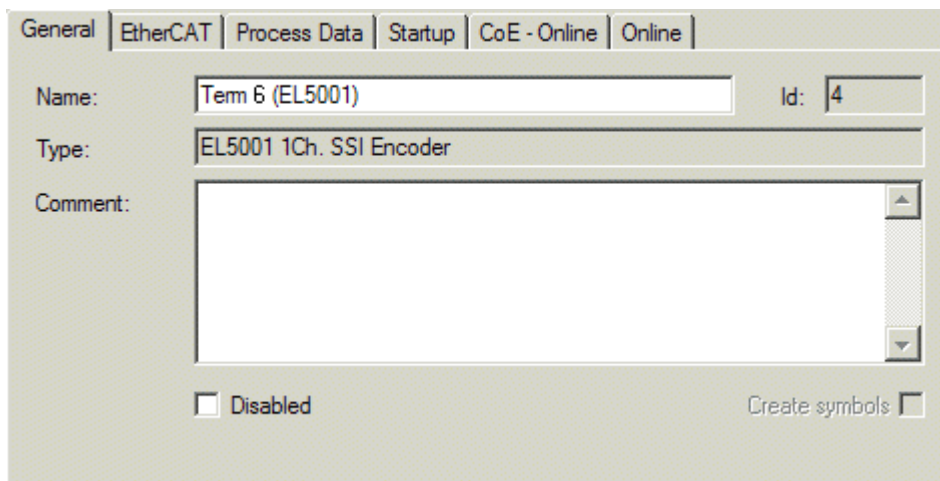 General EtherCAT Process Data Startup CoE - Online Online
Name: Term 6 (EL5001) Id: 4
Type: EL5001 1Ch. SSI Encoder
Comment:
Disabled Create symbols